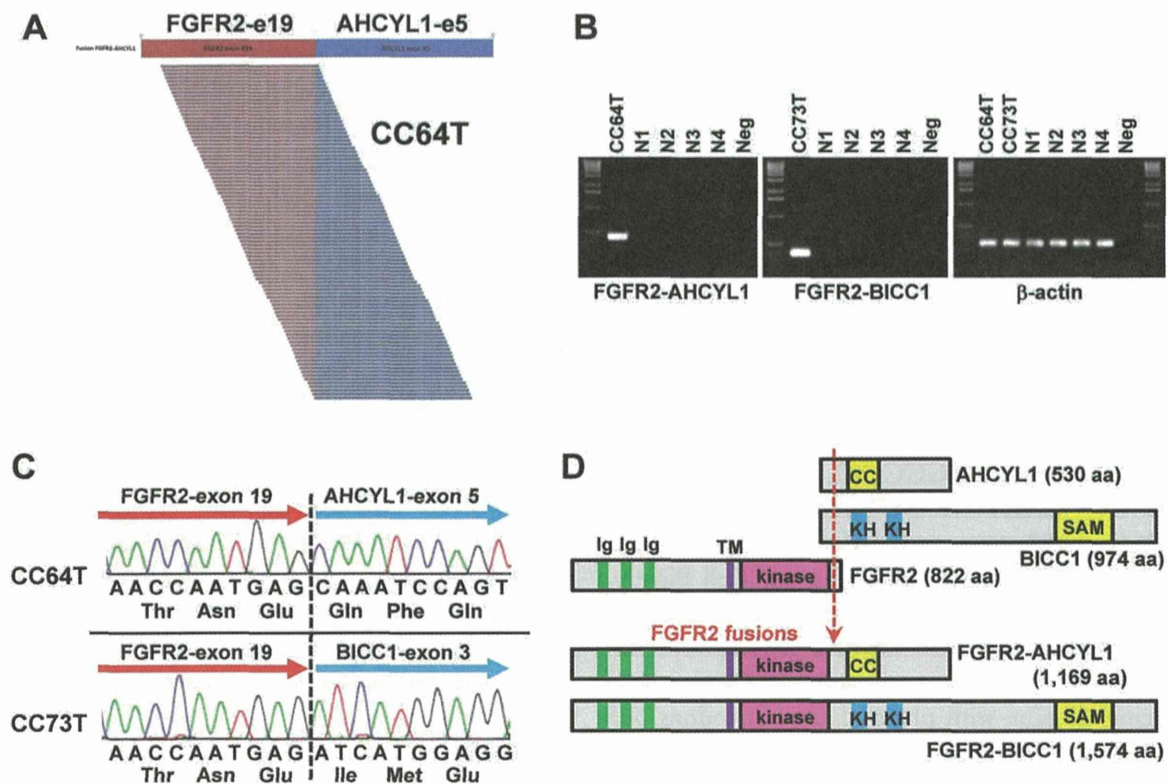 A
FGFR2-e19 AHCYL1-e5
Fusion FGFR2-AHCYL1
CC64T
B
CC64T N1 N2 N3 N4 Neg
CC73T N1 N2 N3 N4 Neg
CC64T CC73T N1 N2 N3 N4 Neg
FGFR2-AHCYL1
FGFR2-BICC1
β-actin
C
FGFR2-exon 19 AHCYL1-exon 5
CC64T
A A C C A A T G A G C A A A T C C A G T
Thr Asn Glu Gln Phe Gln
FGFR2-exon 19 BICC1-exon 3
CC73T
A A C C A A T G A G A T C A T G G A G G
Thr Asn Glu Ile Met Glu
D
CC
AHCYL1 (530 aa)
KH KH SAM
BICC1 (974 aa)
Ig Ig Ig TM
kinase
FGFR2 (822 aa)
FGFR2 fusions
kinase CC
FGFR2-AHCYL1
(1,169 aa)
kinase KH KH SAM
FGFR2-BICC1 (1,574 aa)